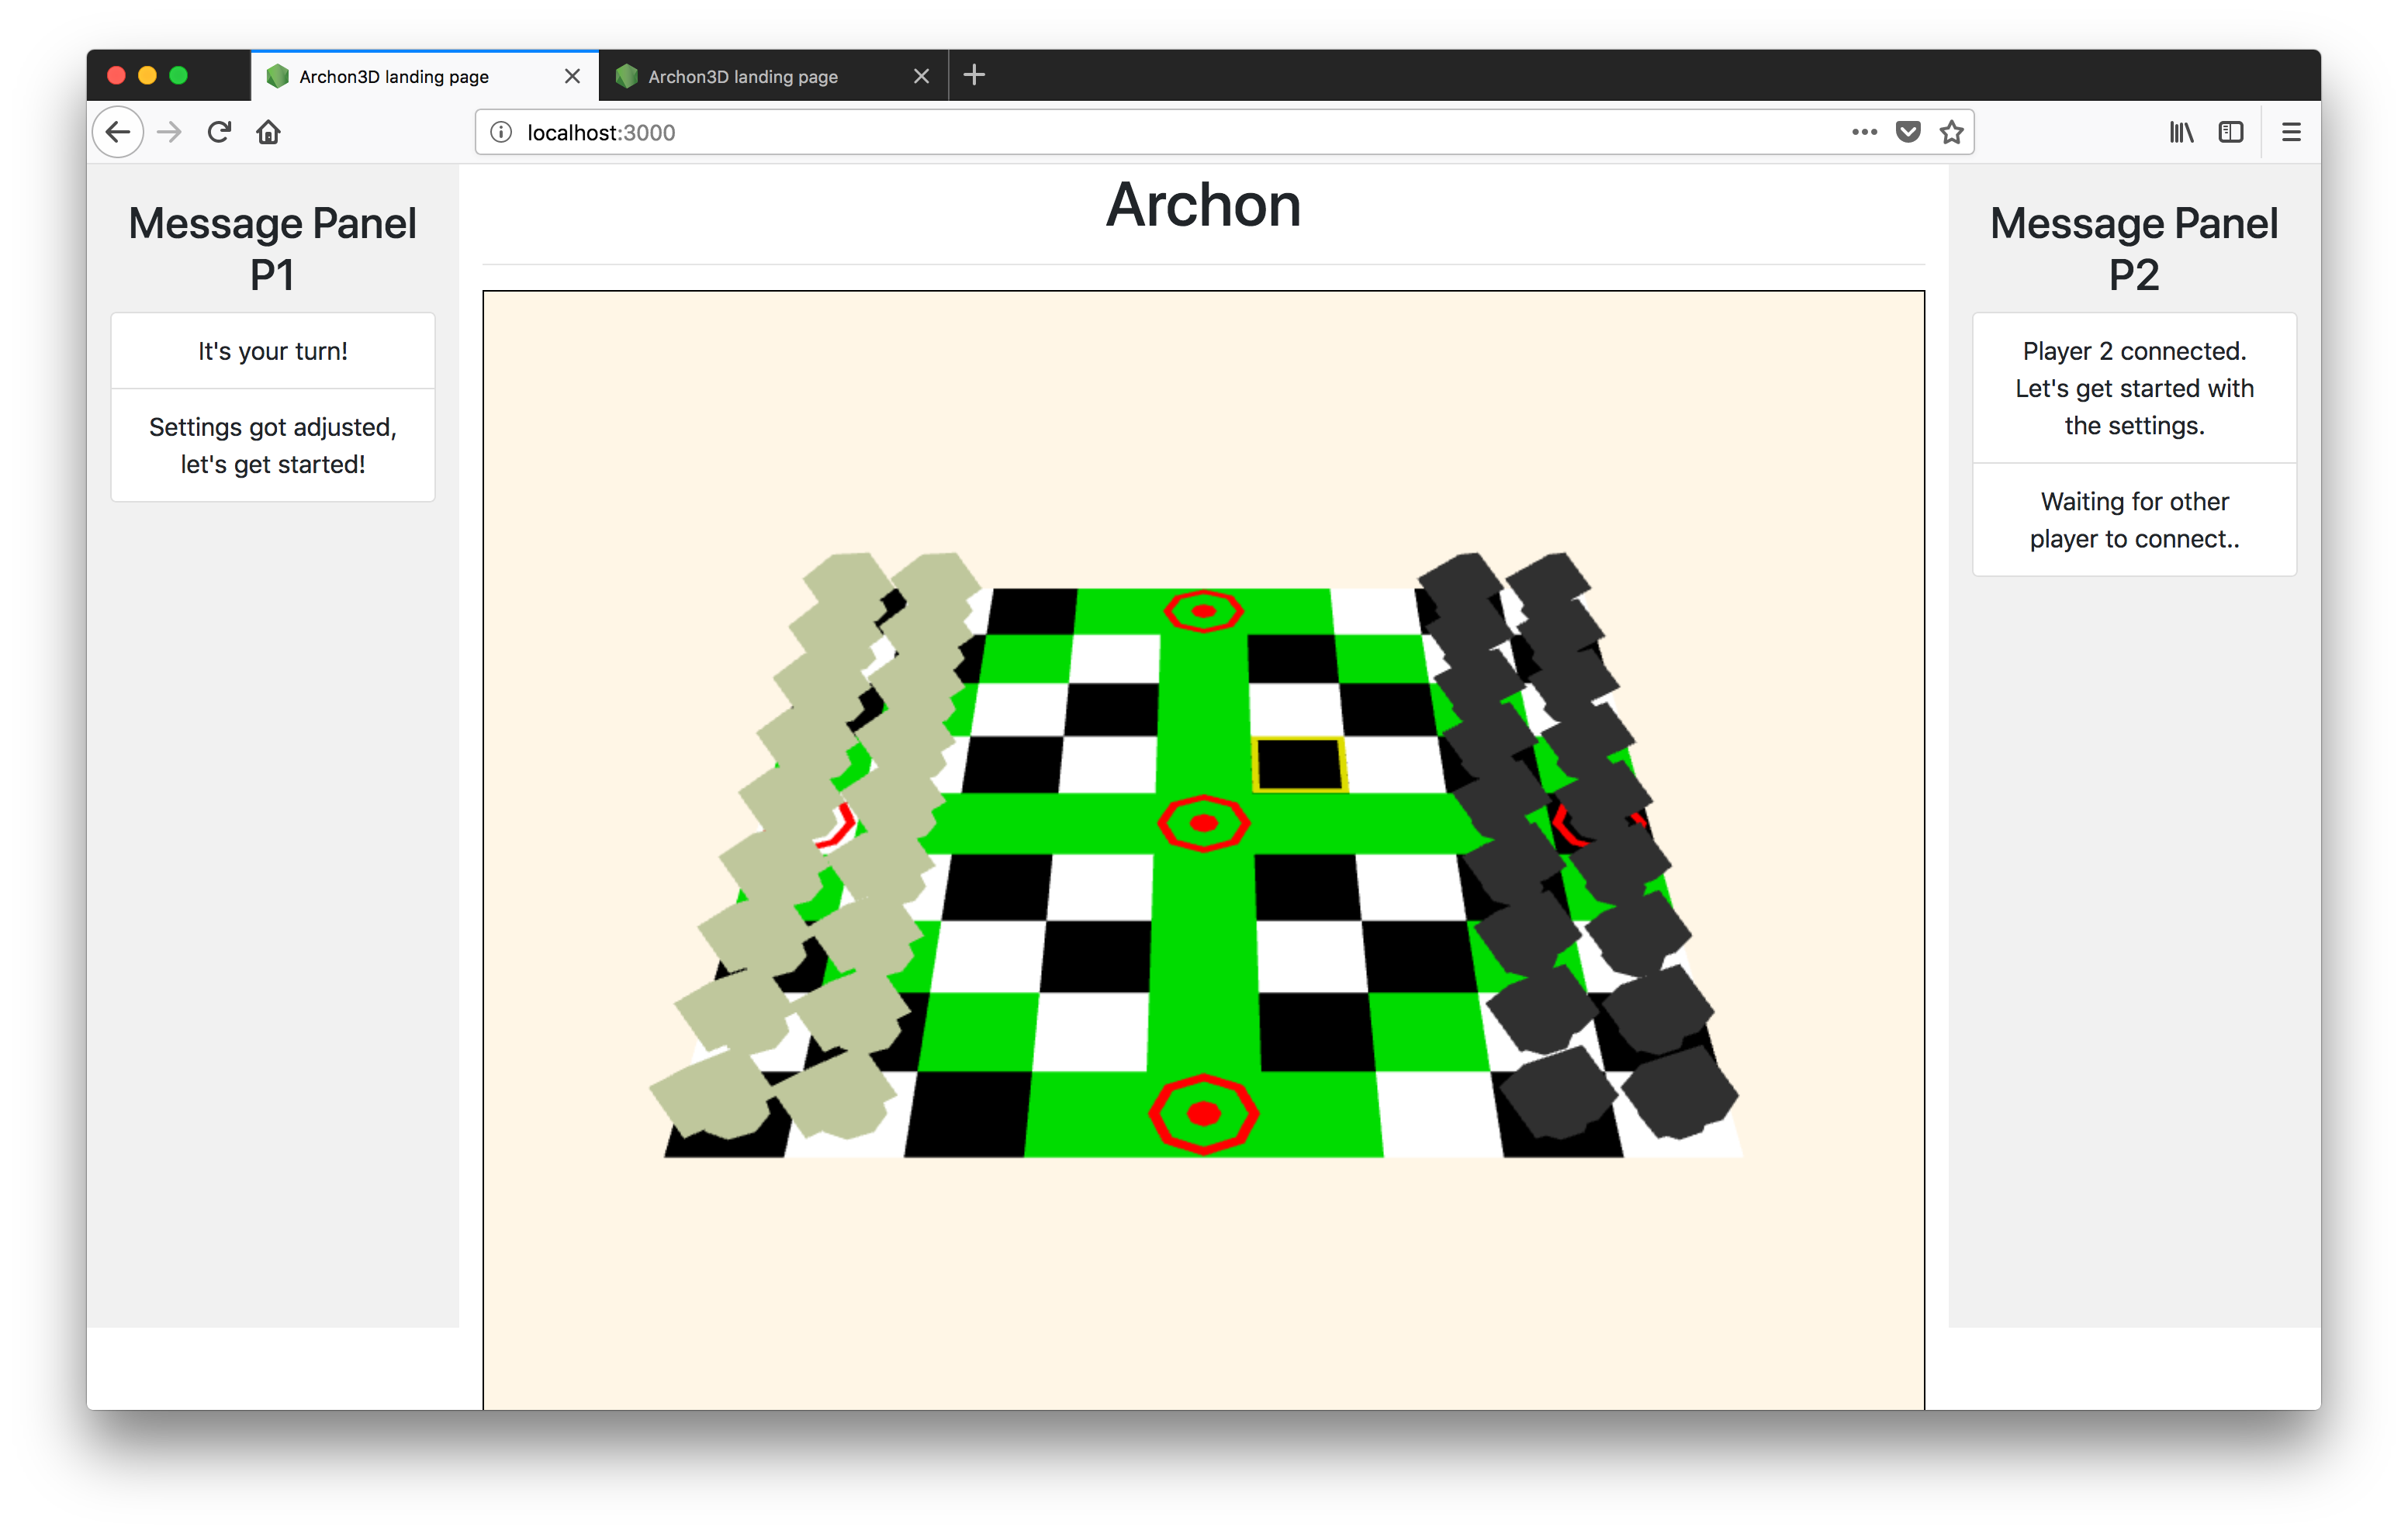 Archon3D landing page
Archon3D landing page
localhost:3000
Message Panel
P1
It's your turn!
Settings got adjusted,
let's get started!
Archon
Message Panel
P2
Player 2 connected.
Let's get started with
the settings.
Waiting for other
player to connect..